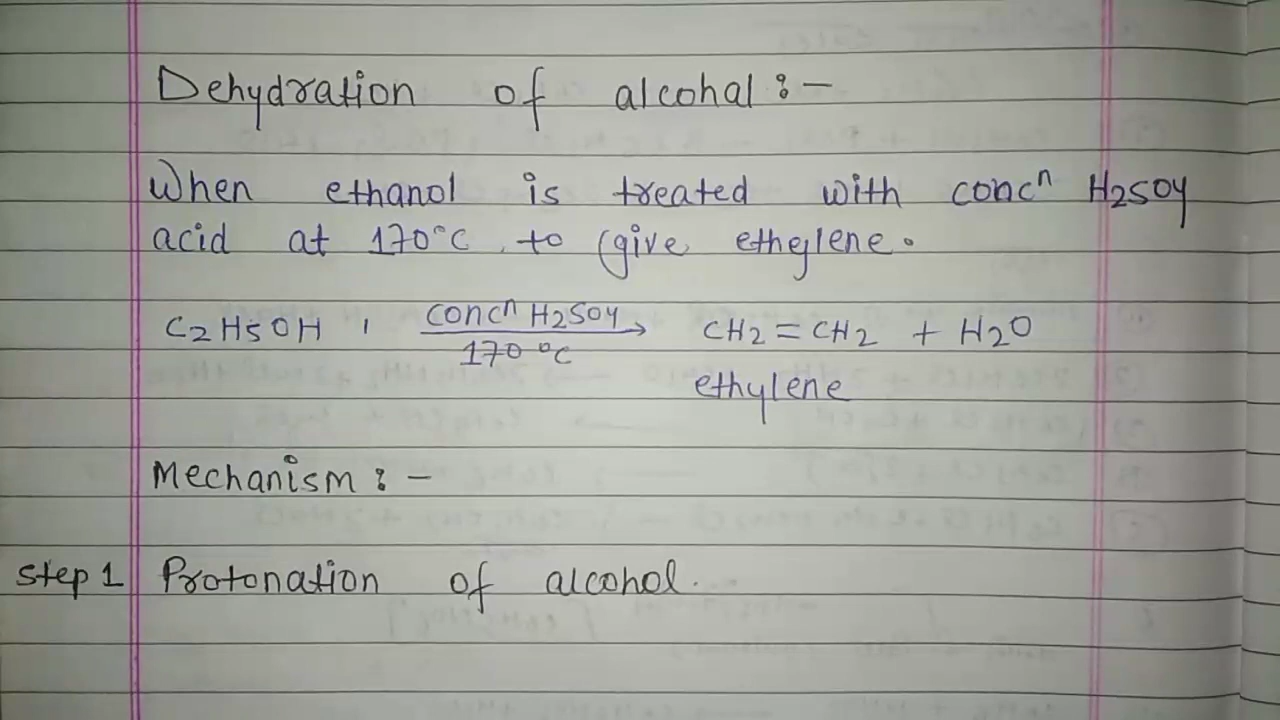 Dehydration of alcohal :-
When ethanol is treated with concn H2SO4
acid at 170°C to give ethylene.
C2H5OH concn H2SO4 → CH2=CH2 + H2O
170 °C
ethylene
Mechanism :-
Step 1 Protonation of alcohol.